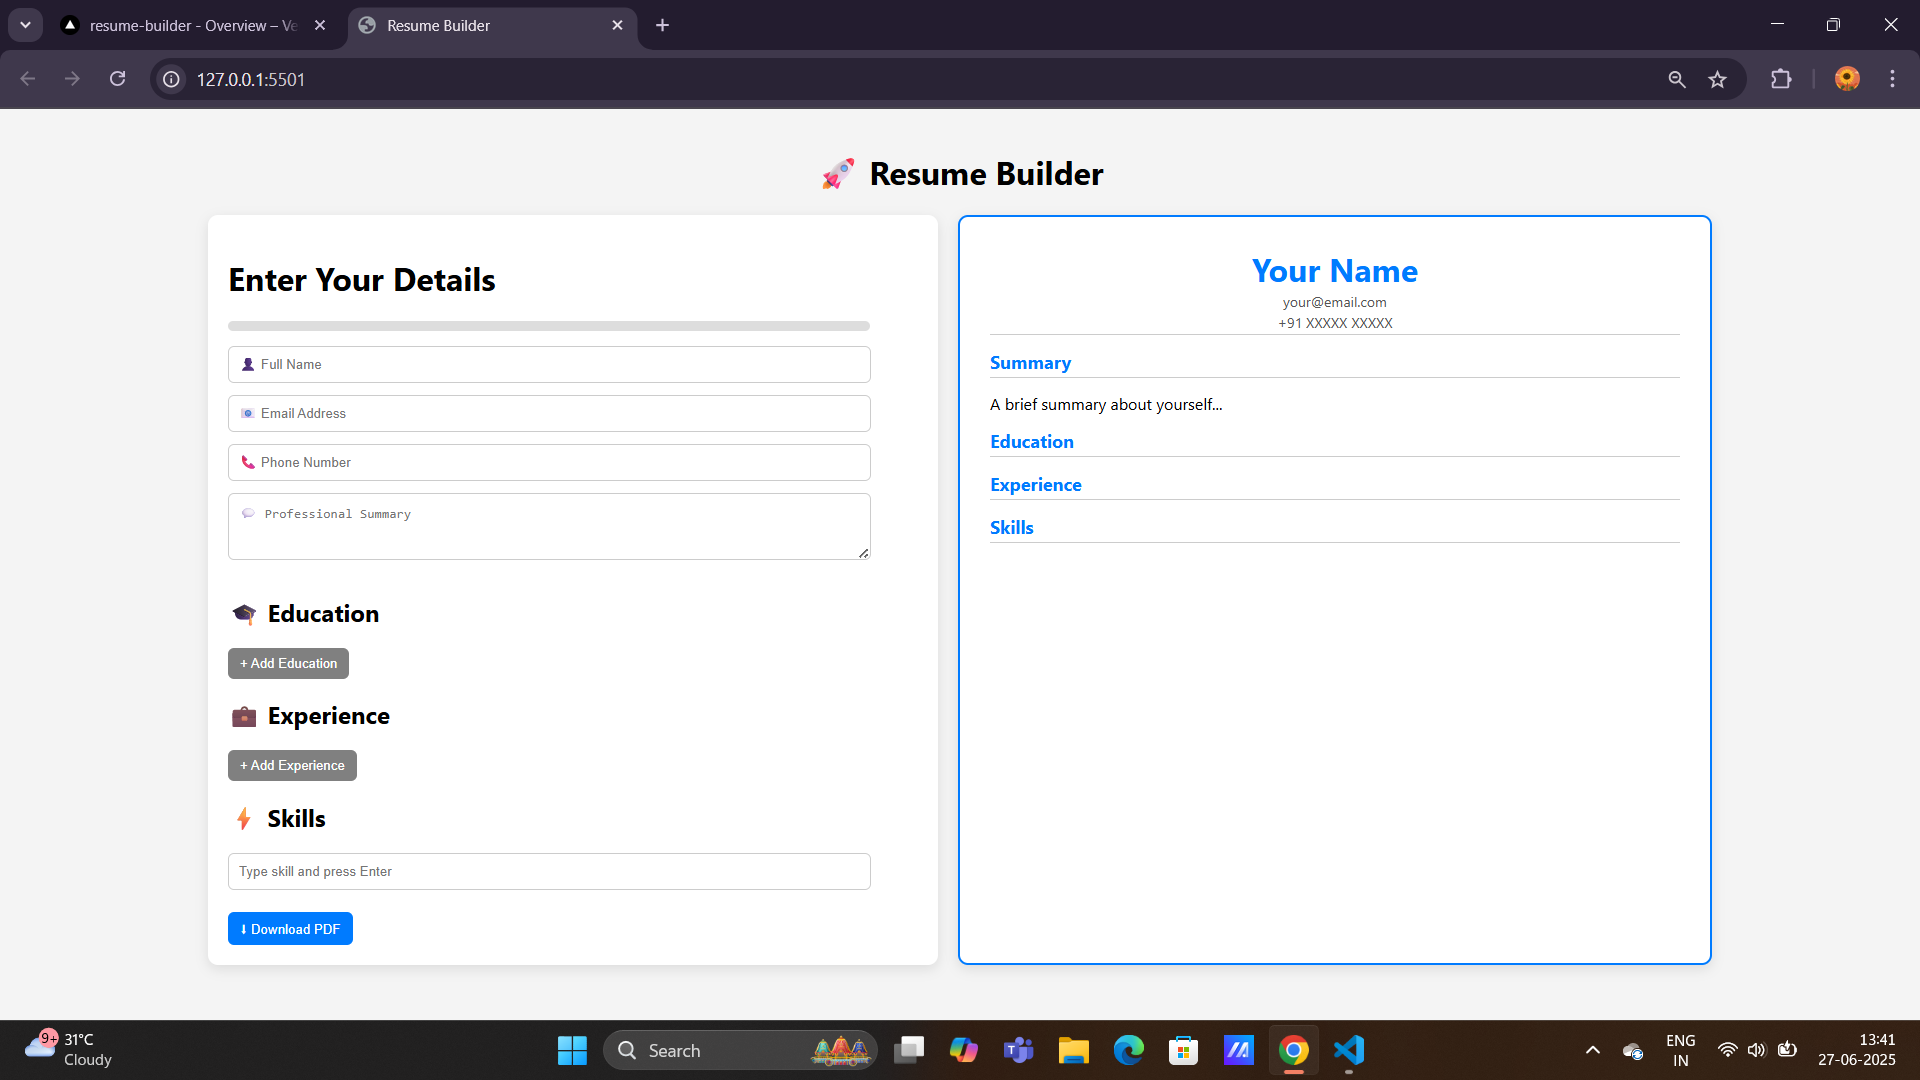 resume-builder - Overview – Ve
Resume Builder
127.0.0.1:5501
🚀 Resume Builder
Enter Your Details
👤 Full Name
📧 Email Address
📞 Phone Number
💬 Professional Summary
🎓 Education
+ Add Education
💼 Experience
+ Add Experience
⚡ Skills
Type skill and press Enter
⬇ Download PDF
Your Name
your@email.com
+91 XXXXX XXXXX
Summary
A brief summary about yourself...
Education
Experience
Skills
9+
31°C
Cloudy
Search
ENG
IN
13:41
27-06-2025